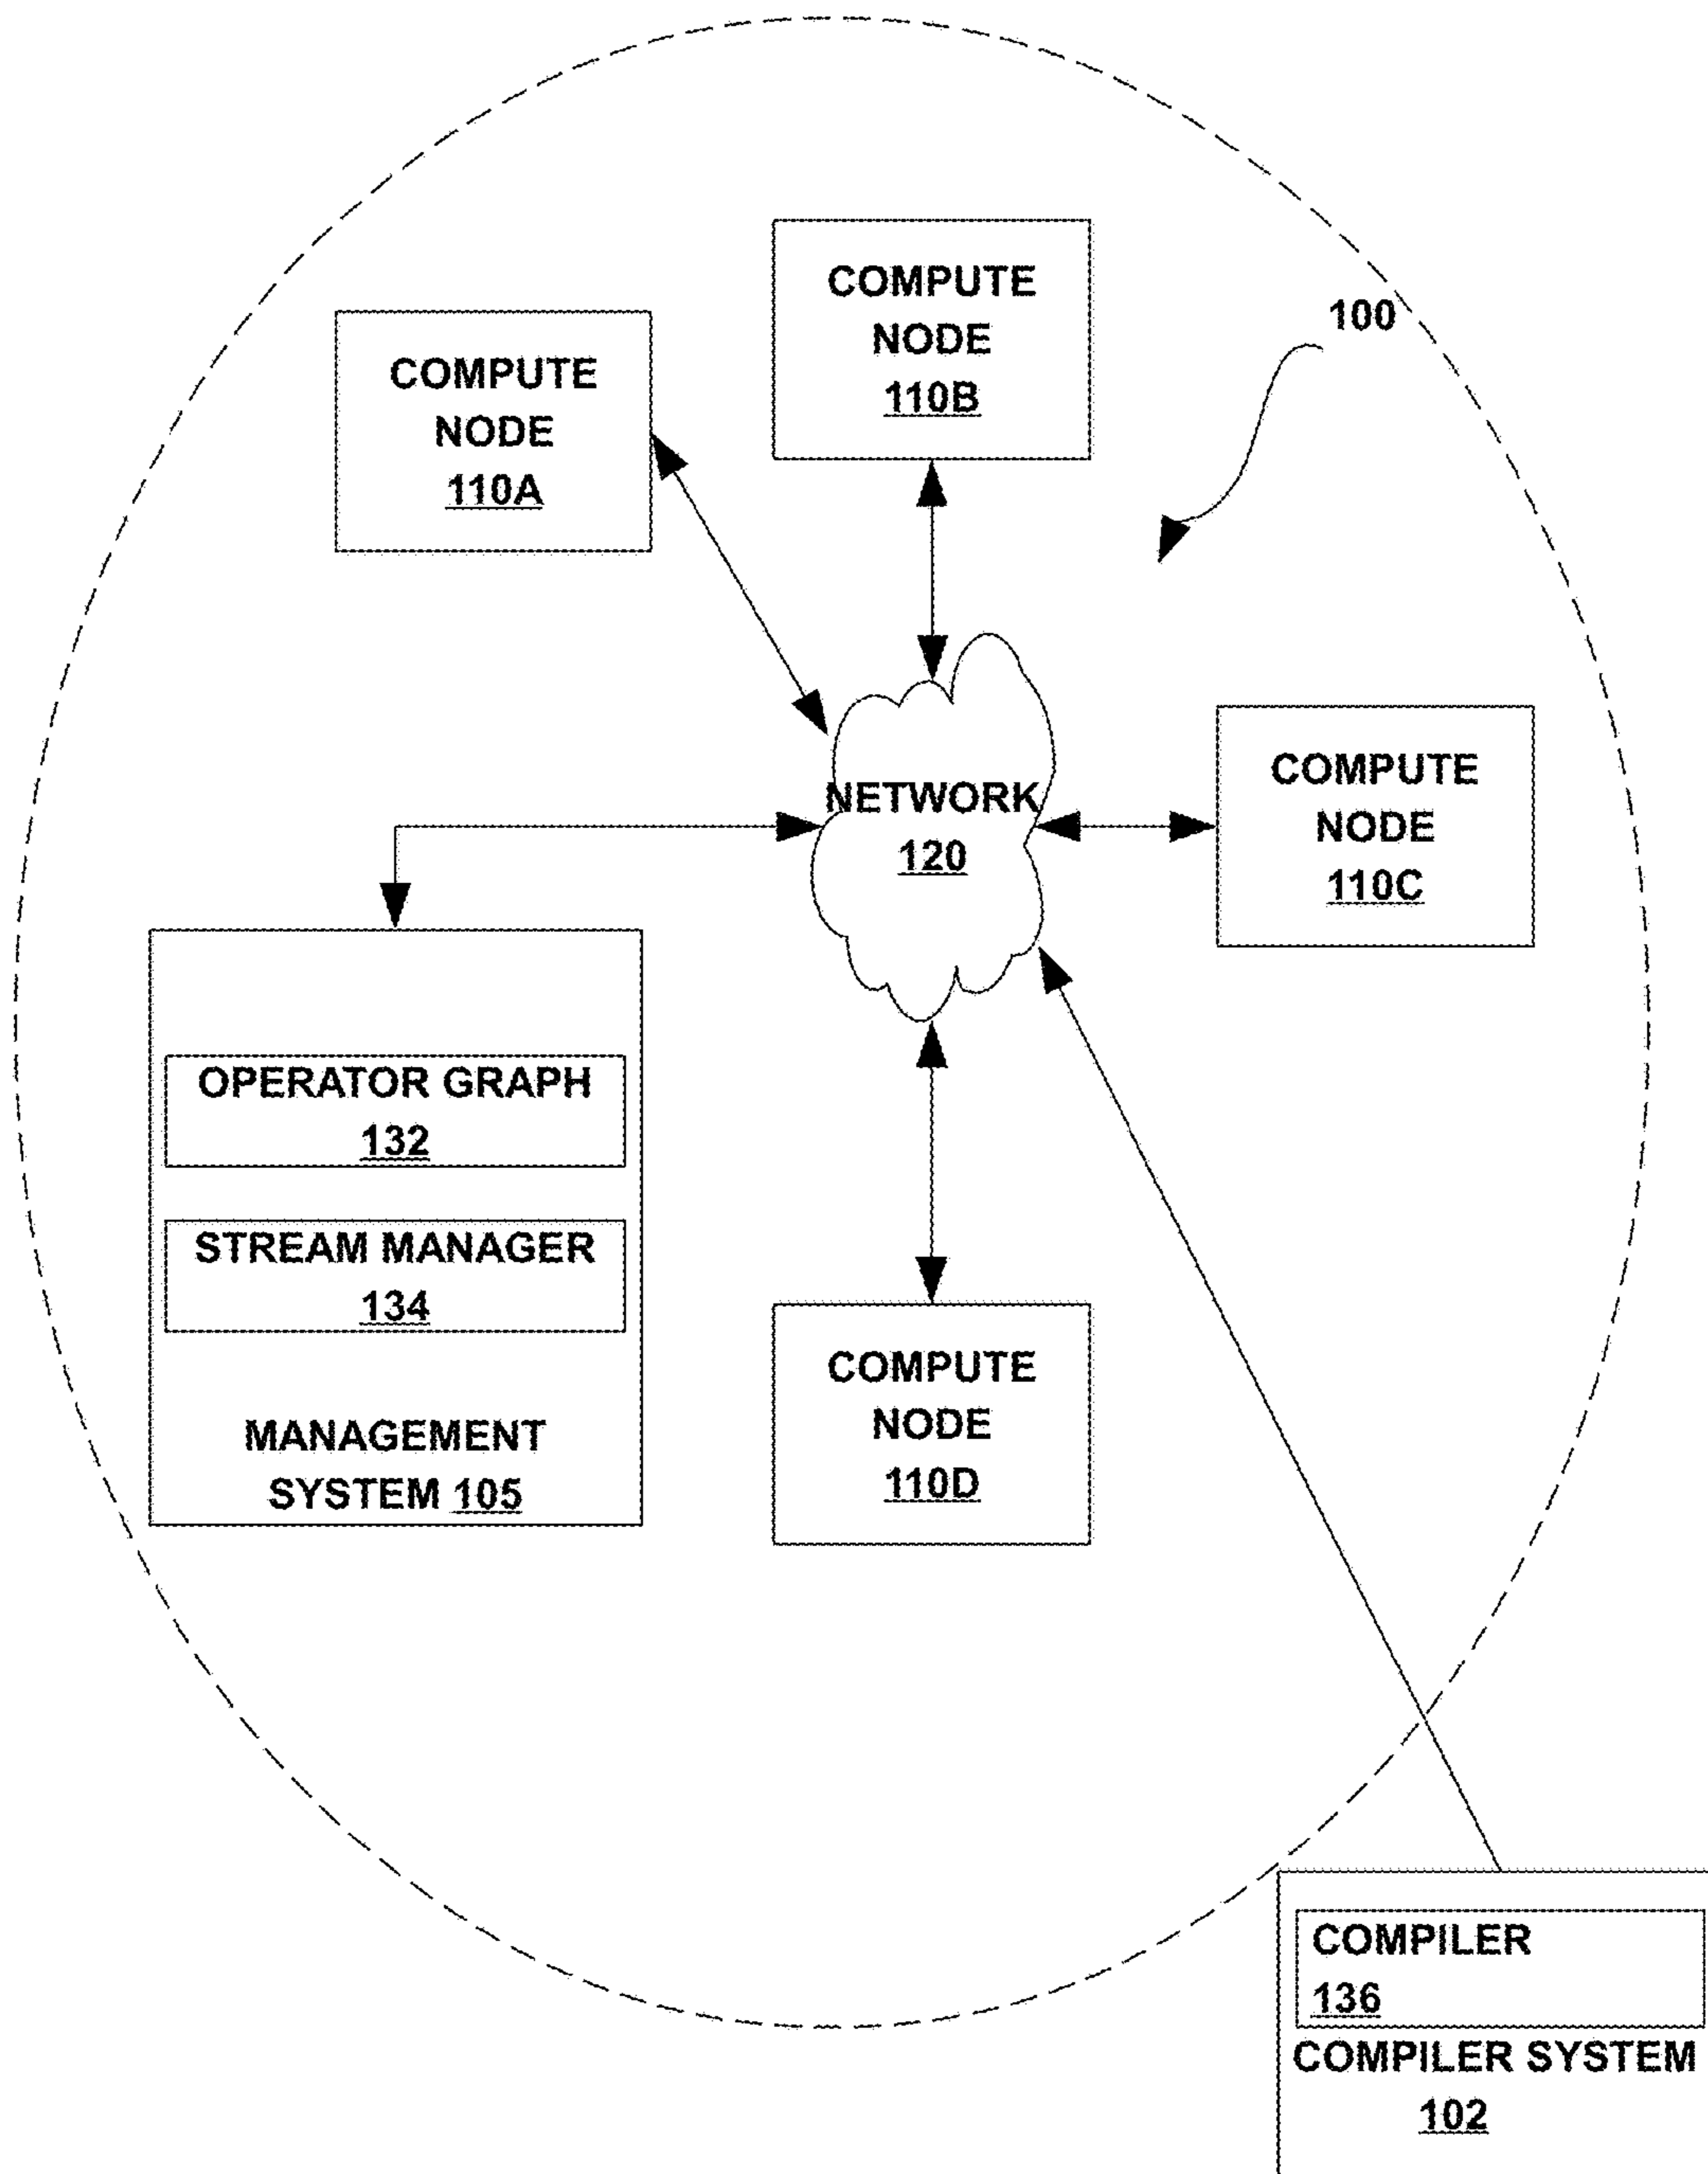 COMPUTE
NODE
110B
100
COMPUTE
NODE
110A
NETWORK
120
COMPUTE
NODE
110C
OPERATOR GRAPH
132
STREAM MANAGER
134
MANAGEMENT
SYSTEM 105
COMPUTE
NODE
110D
COMPILER
136
COMPILER SYSTEM
102